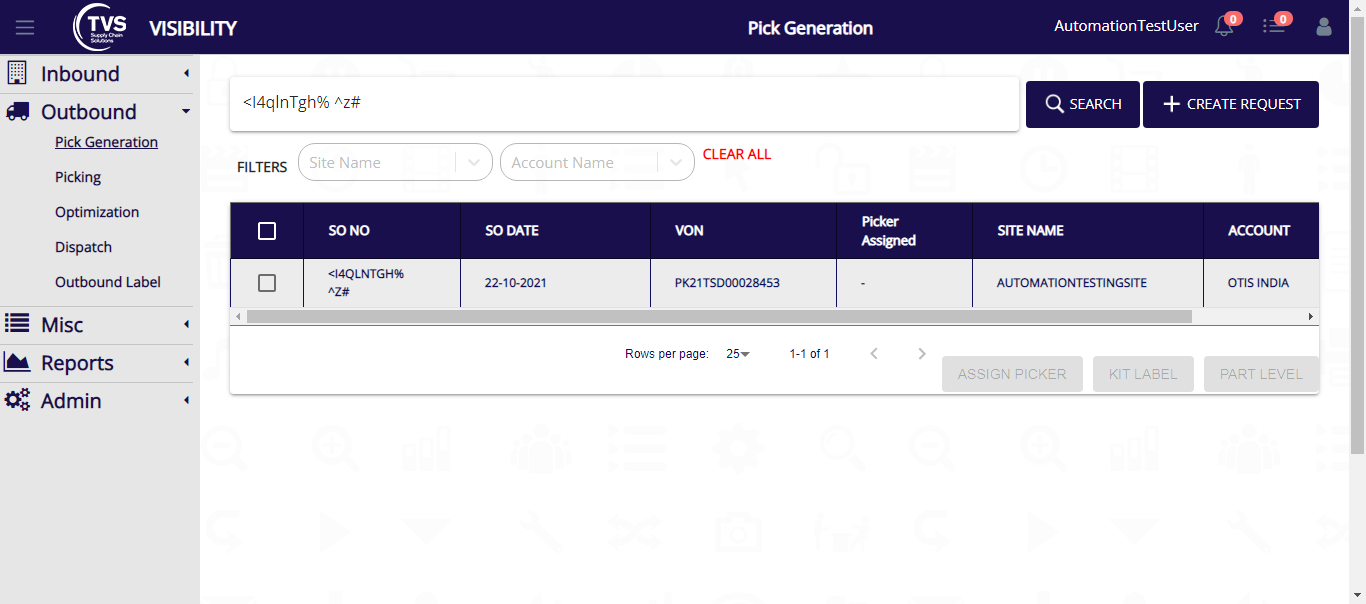 TVS
Supply Chain
Solutions
VISIBILITY
Pick Generation
AutomationTestUser
0
0
Inbound
Outbound
Pick Generation
Picking
Optimization
Dispatch
Outbound Label
Misc
Reports
Admin
<I4qlnTgh% ^z#
SEARCH
CREATE REQUEST
FILTERS
Site Name
Account Name
CLEAR ALL
SO NO SO DATE VON Picker Assigned SITE NAME ACCOUNT
<I4QLNTGH% ^Z# 22-10-2021 PK21TSD00028453 - AUTOMATIONTESTINGSITE OTIS INDIA
Rows per page: 25 1-1 of 1
ASSIGN PICKER KIT LABEL PART LEVEL